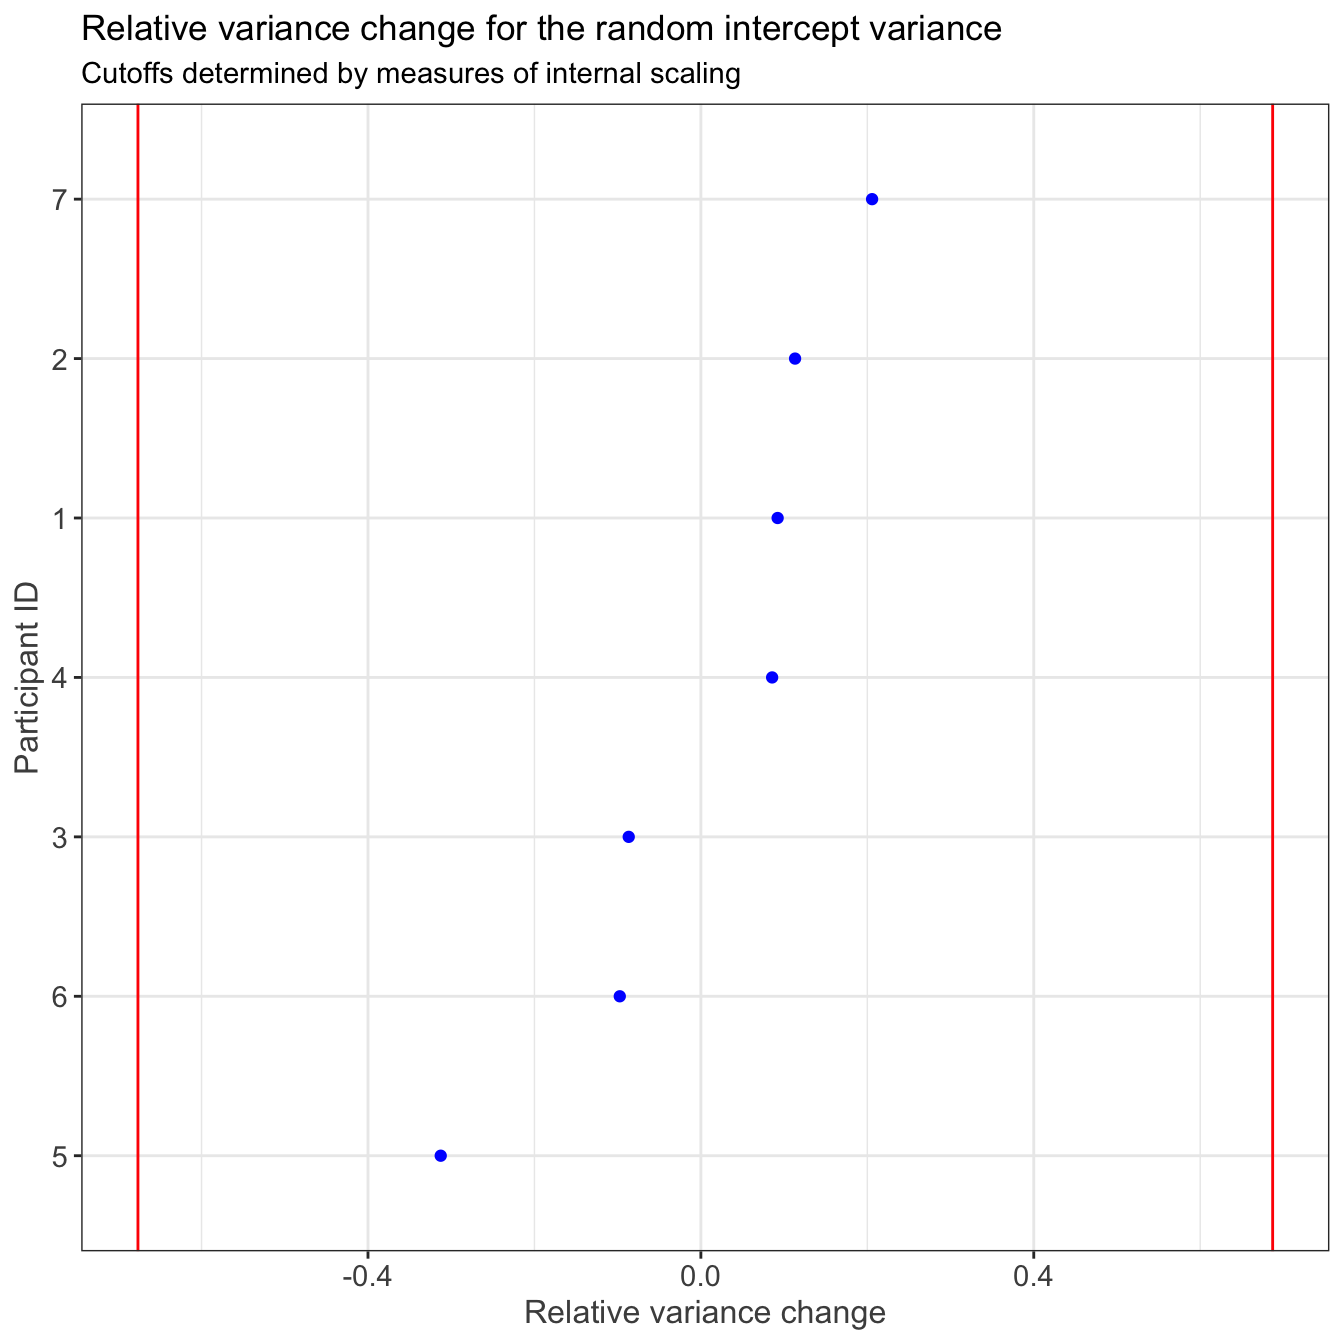 Relative variance change for the random intercept variance
Cutoffs determined by measures of internal scaling
Participant ID
7
2
1
4
3
6
5
-0.4 0.0 0.4
Relative variance change